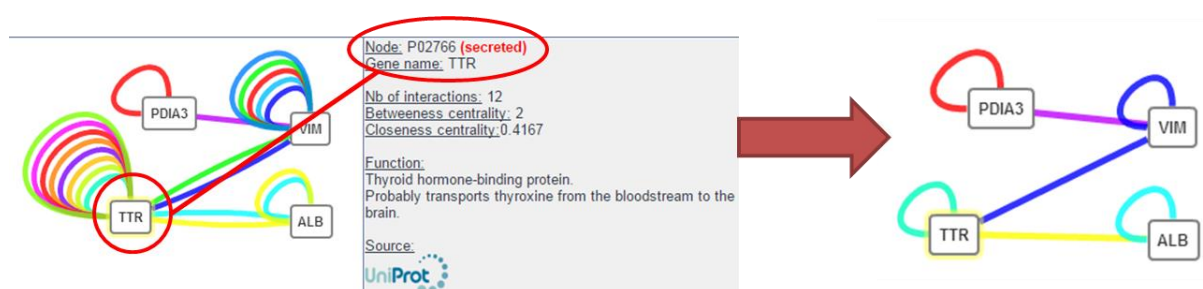 PDIA3
VIM
TTR
ALB
Node: P02766 (secreted)
Gene name: TTR
Nb of interactions: 12
Betweeness centrality: 2
Closeness centrality:0.4167
Function:
Thyroid hormone-binding protein.
Probably transports thyroxine from the bloodstream to the
brain.
Source:
UniProt
PDIA3
VIM
TTR
ALB